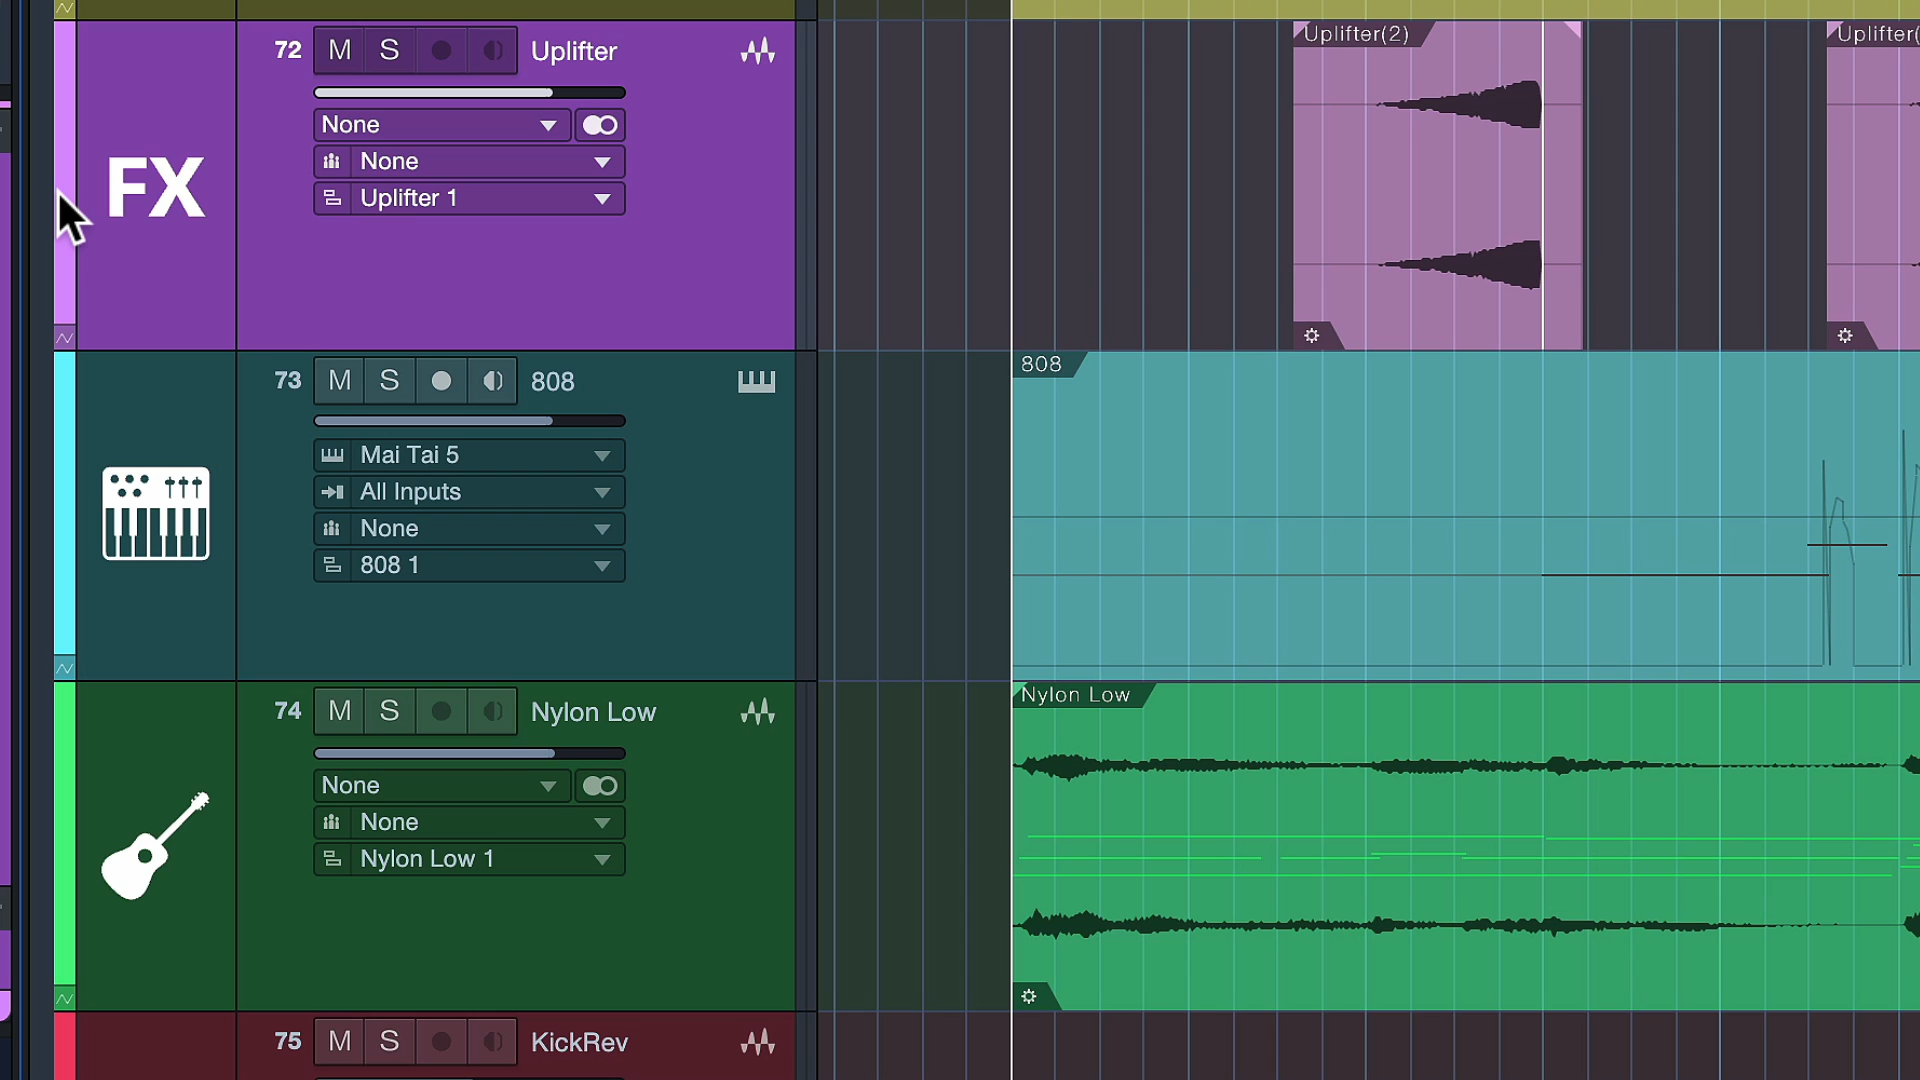 72 M S Uplifter
None
None
Uplifter 1
FX
Uplifter(2)
Uplifter(
73 M S 808
Mai Tai 5
All Inputs
None
808 1
808
74 M S Nylon Low
None
None
Nylon Low 1
Nylon Low
75 M S KickRev